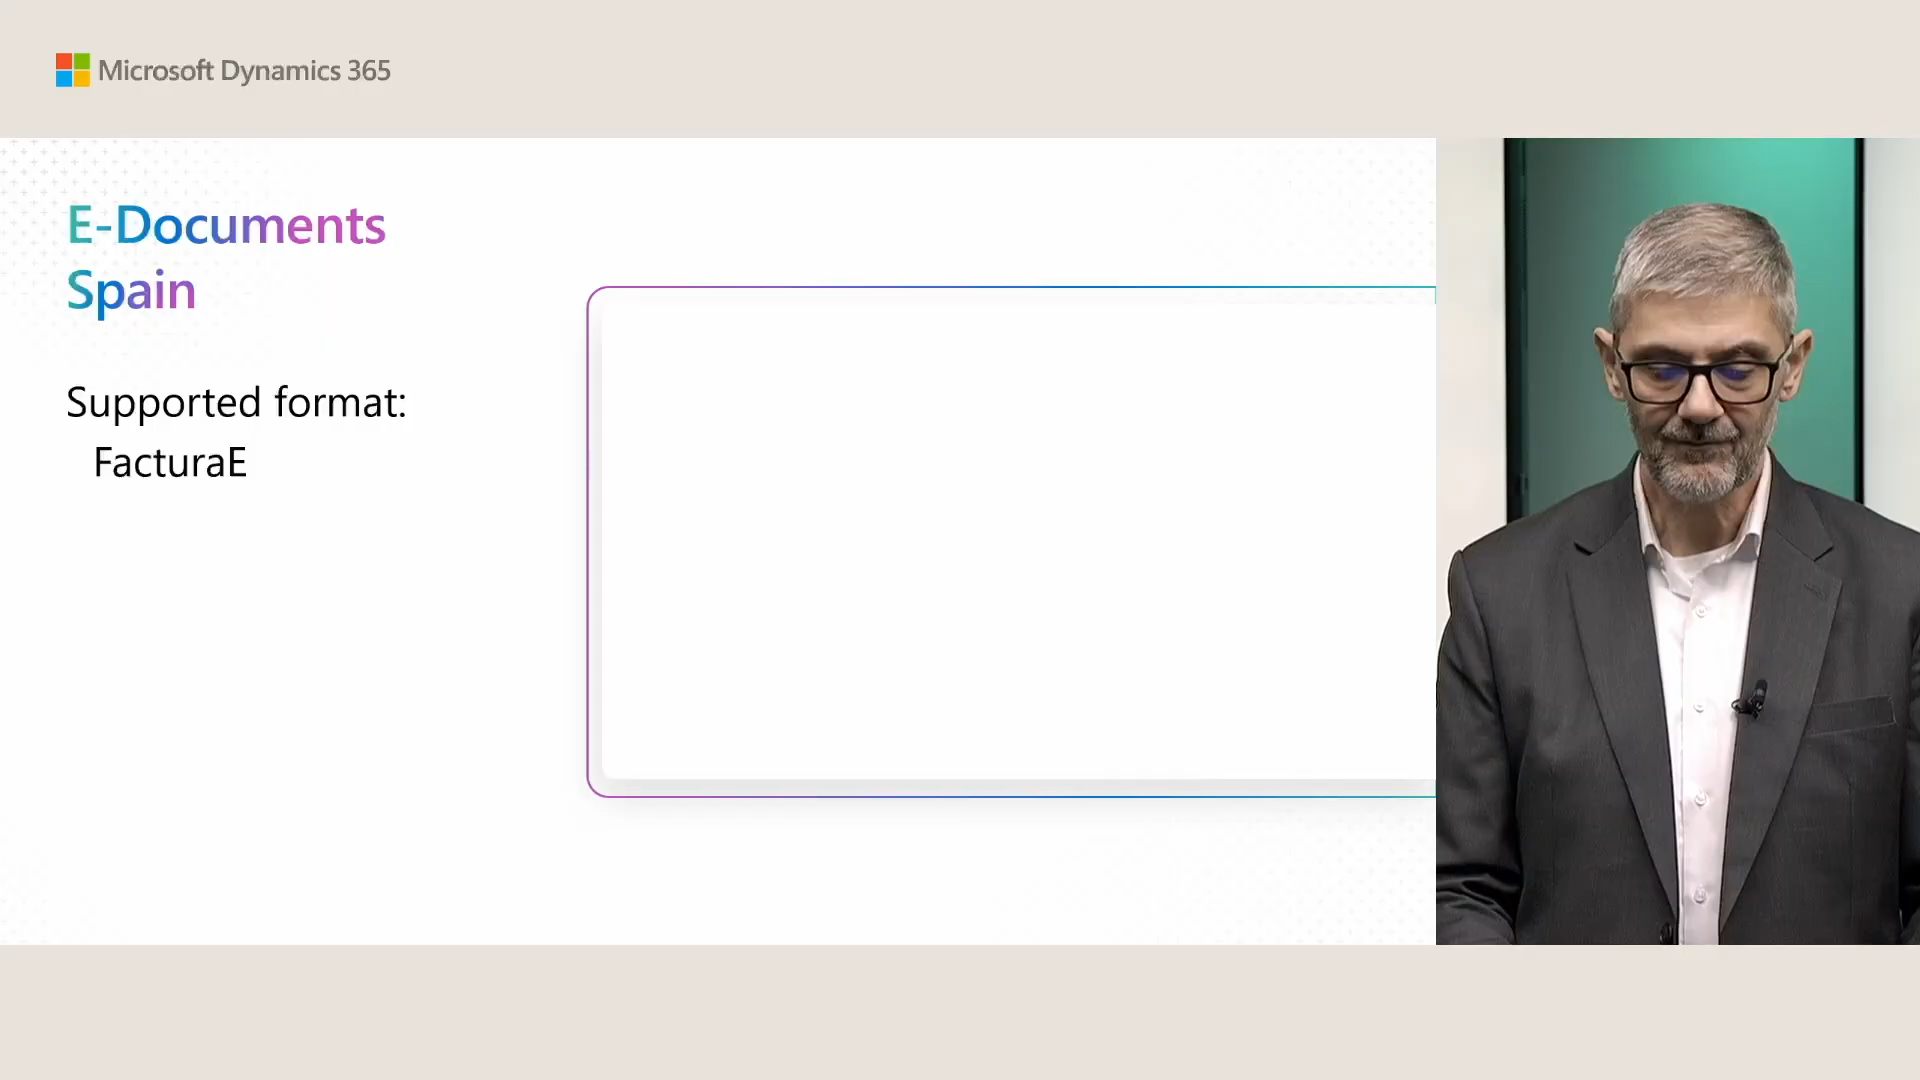 Microsoft Dynamics 365
E-Documents
Spain
Supported format:
FacturaE